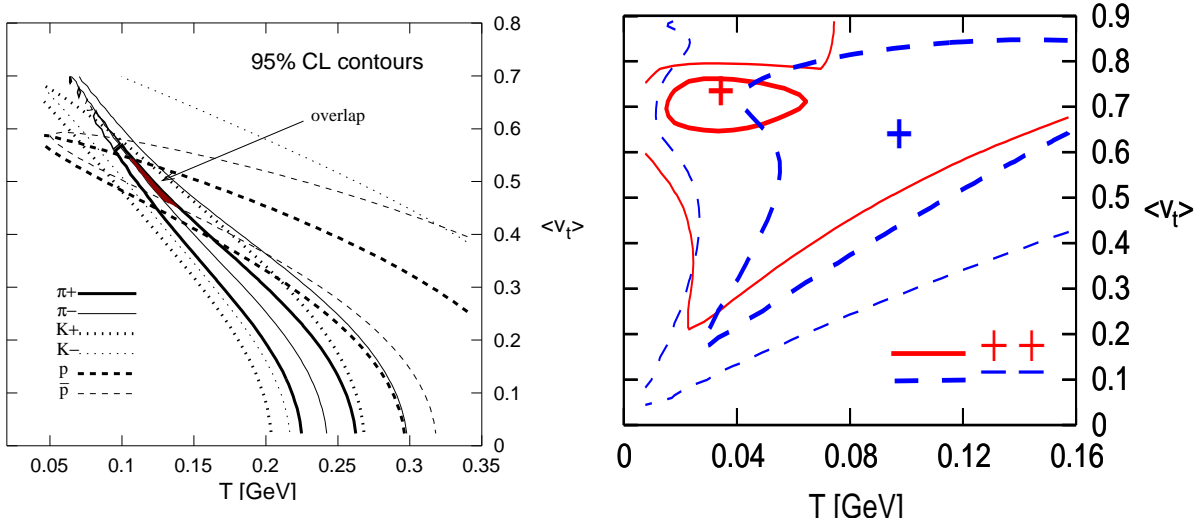 95% CL contours
overlap
π+
π−
K+
K−
p
p̅
0.8
0.7
0.6
0.5
0.4
0.3
0.2
0.1
0
<vt>
0.05 0.1 0.15 0.2 0.25 0.3 0.35
T [GeV]
0.9
0.8
0.7
0.6
0.5
0.4
0.3
0.2
0.1
0
<vt>
++
−−
0 0.04 0.08 0.12 0.16
T [GeV]